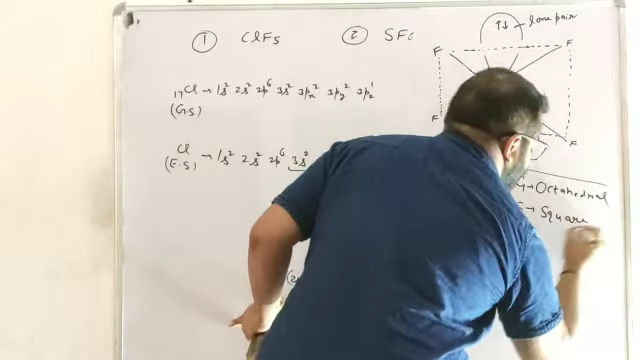 ① ClF5 ② SF6
↑↓ lone pair
F F
17Cl → 1s² 2s² 2p⁶ 3s² 3px² 3py² 3pz¹
(G.S)
F F
Cl → 1s² 2s² 2p⁶ 3s²
(E.S)
G → Octahedral
→ Square